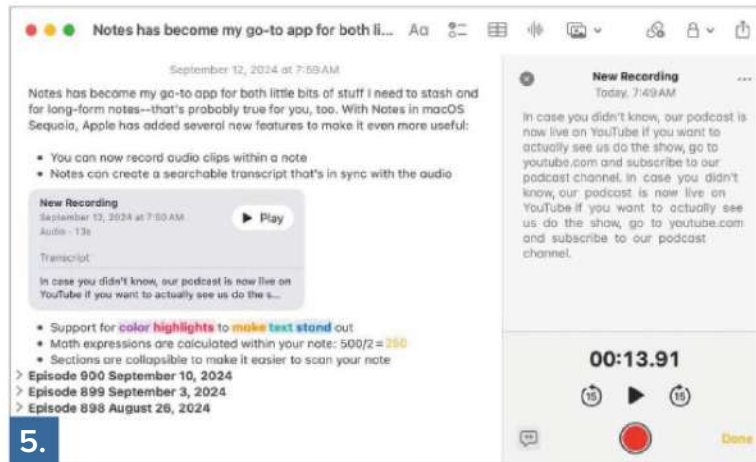 Notes has become my go-to app for both li...
Aa
September 12, 2024 at 7:59 AM
Notes has become my go-to app for both little bits of stuff I need to stash and
for long-form notes--that's probably true for you, too. With Notes in macOS
Sequoia, Apple has added several new features to make it even more useful:
• You can now record audio clips within a note
• Notes can create a searchable transcript that's in sync with the audio
New Recording
September 12, 2024 at 7:50 AM
Audio · 13s
Play
Transcript
In case you didn't know, our podcast is now live on
YouTube if you want to actually see us do the s...
• Support for color highlights to make text stand out
• Math expressions are calculated within your note: 500/2 = 250
• Sections are collapsible to make it easier to scan your note
> Episode 900 September 10, 2024
> Episode 899 September 3, 2024
> Episode 898 August 26, 2024
5.
New Recording
...
Today, 7:49 AM
In case you didn't know, our podcast is
now live on YouTube if you want to
actually see us do the show, go to
youtube.com and subscribe to our
podcast channel. In case you didn't
know, our podcast is now live on
YouTube if you want to actually see
us do the show, go to youtube.com
and subscribe to our podcast
channel.
00:13.91
15
15
Done